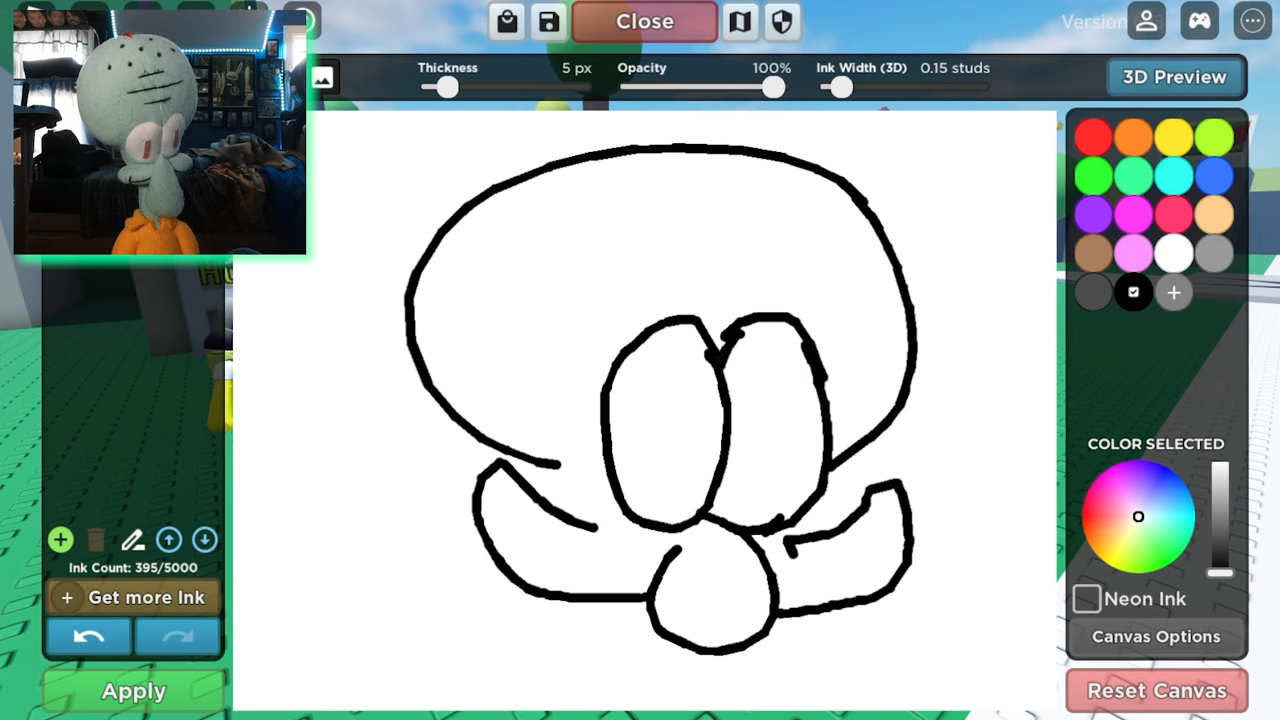 Close
Version
Thickness 5 px Opacity 100% Ink Width (3D) 0.15 studs
3D Preview
COLOR SELECTED
Ink Count: 395/5000
+ Get more Ink
Neon Ink
Canvas Options
Apply
Reset Canvas